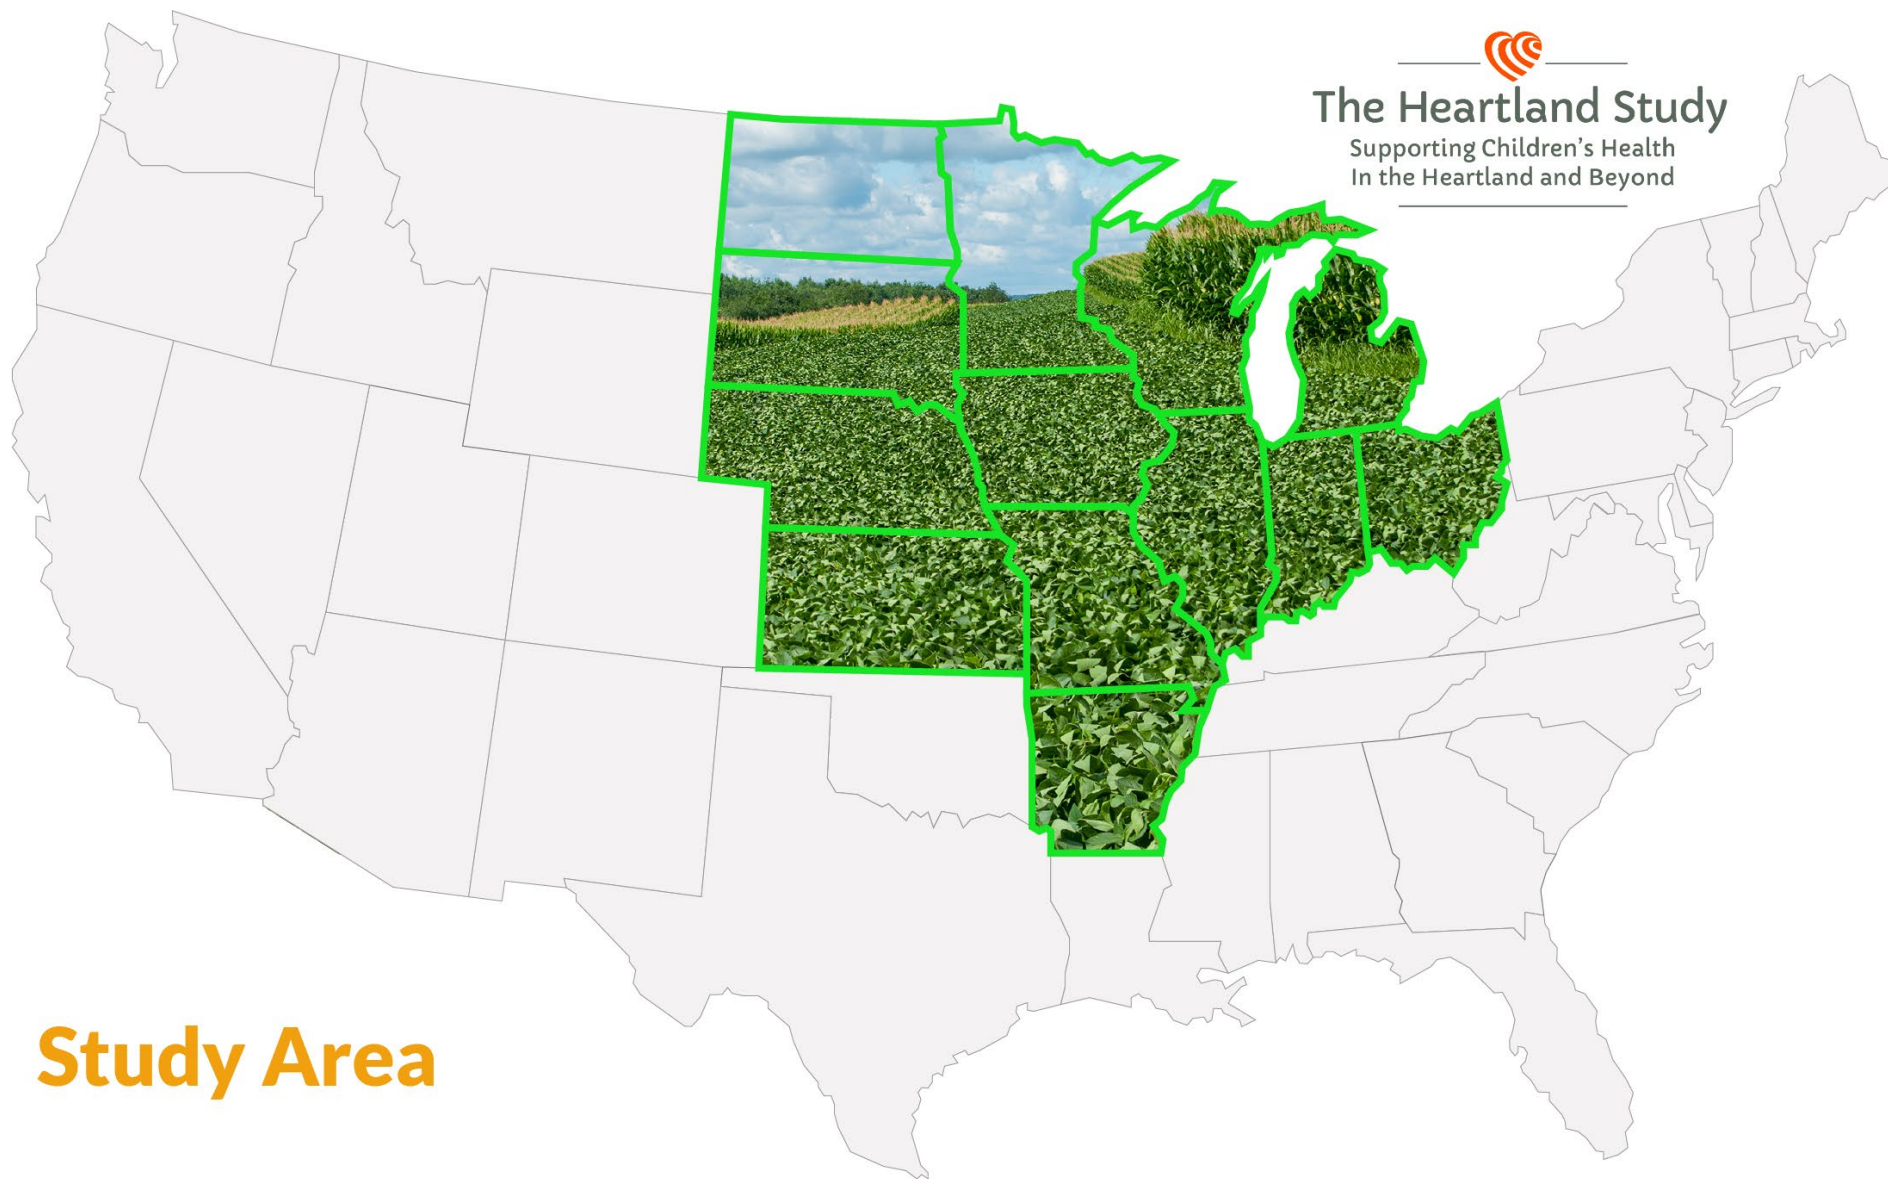 The Heartland Study
Supporting Children's Health
In the Heartland and Beyond
Study Area